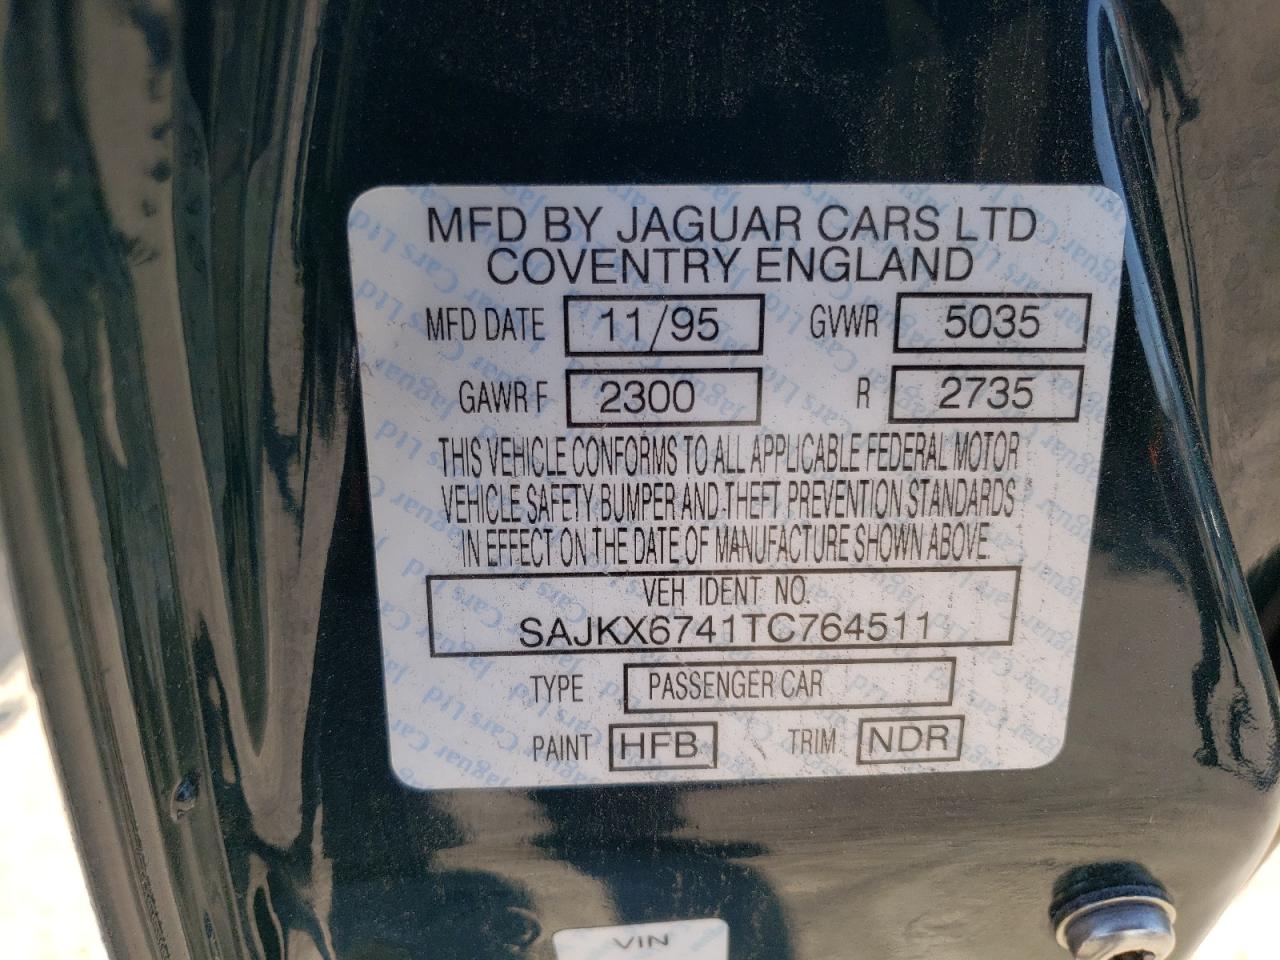 MFD BY JAGUAR CARS LTD
COVENTRY ENGLAND
MFD DATE 11/95 GVWR 5035
GAWR F 2300 R 2735
THIS VEHICLE CONFORMS TO ALL APPLICABLE FEDERAL MOTOR
VEHICLE SAFETY BUMPER AND THEFT PREVENTION STANDARDS
IN EFFECT ON THE DATE OF MANUFACTURE SHOWN ABOVE
VEH IDENT NO.
SAJKX6741TC764511
TYPE PASSENGER CAR
PAINT HFB TRIM NDR
VIN